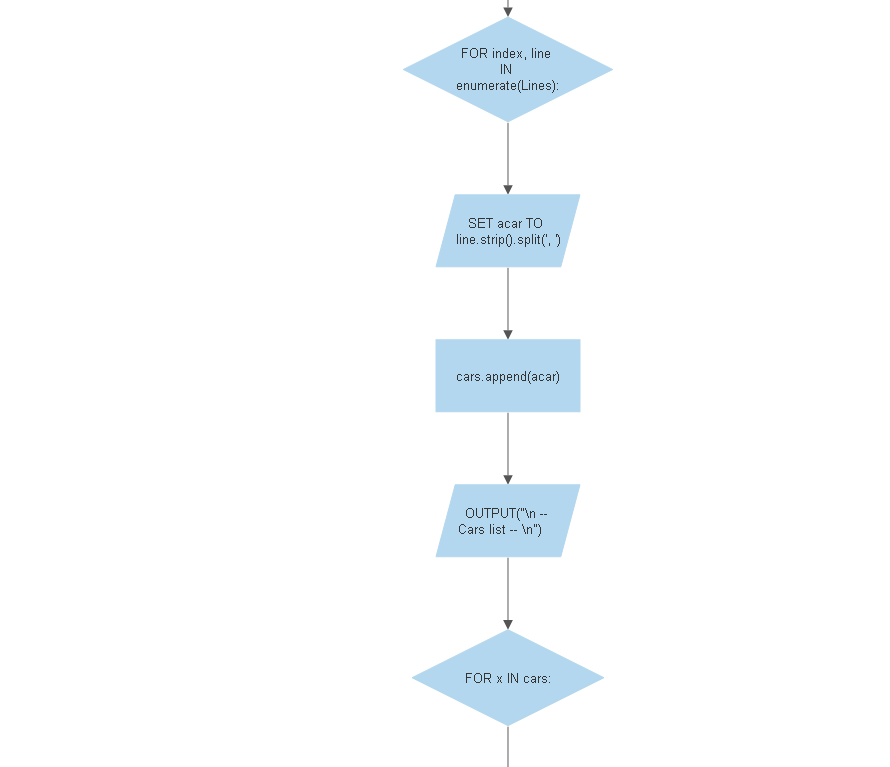 FOR index, line
IN
enumerate(Lines):
SET acar TO
line.strip().split(', ')
cars.append(acar)
OUTPUT("\n --
Cars list -- \n")
FOR x IN cars: